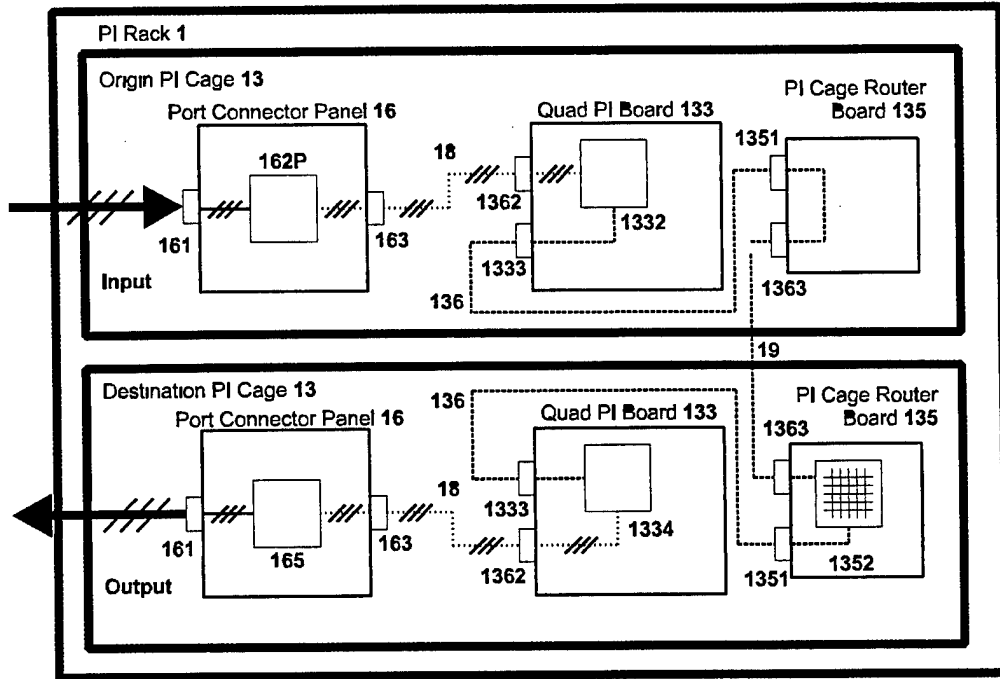 PI Rack 1
Origin PI Cage 13
Port Connector Panel 16
Quad PI Board 133
PI Cage Router
Board 135
18
1351
162P
1362
1332
161
163
1333
Input
136
1363
19
Destination PI Cage 13
Port Connector Panel 16
136
Quad PI Board 133
PI Cage Router
Board 135
1363
18
1333
1334
161
165
163
1362
1351
1352
Output